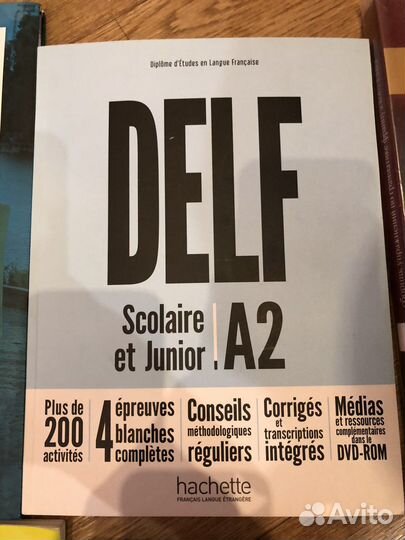 Diplôme d'Études en Langue Française
DELF
Scolaire
et Junior
A2
Plus de
200
activités
4 épreuves
blanches
complètes
Conseils
méthodologiques
réguliers
Corrigés
et
transcriptions
intégrés
Médias
et ressources
complémentaires
dans le
DVD-ROM
hachette
FRANÇAIS LANGUE ÉTRANGÈRE
Avito